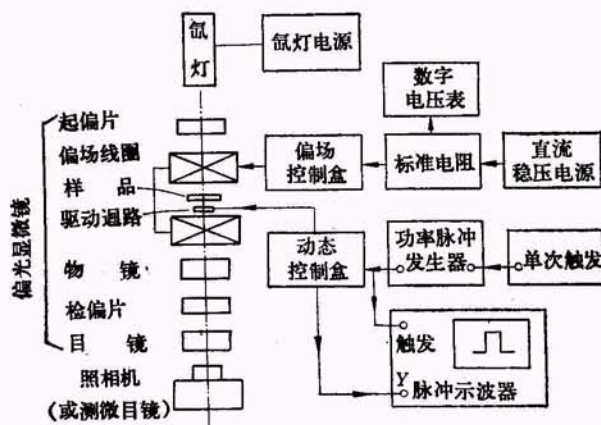 氙
灯
氙灯电源
数字
电压表
起偏片
偏场线圈
样品
驱动迴路
偏光显微镜
偏场
控制盒
标准电阻
直流
稳压电源
动态
控制盒
功率脉冲
发生器
单次触发
物镜
检偏片
目镜
触发
Y
脉冲示波器
照相机
(或测微目镜)